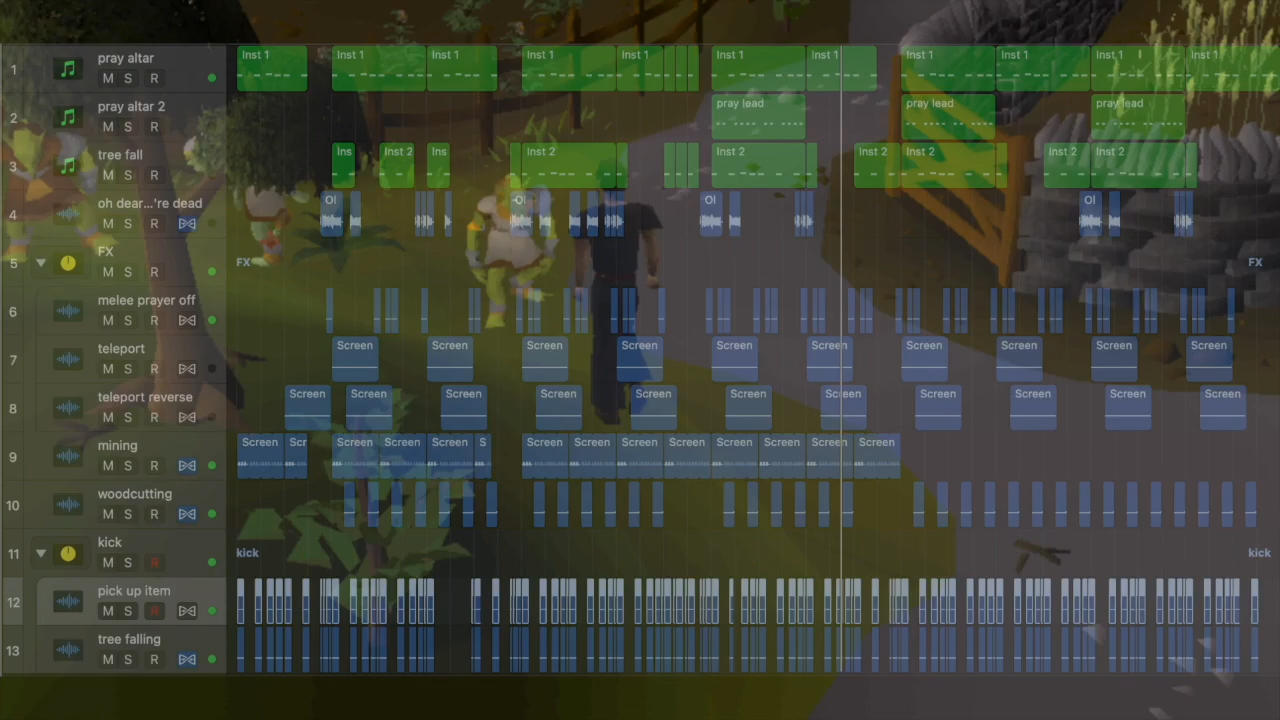 Inst 1 Inst 1 Inst 1 Inst 1 Inst 1 Inst 1 Inst 1 Inst 1 Inst 1 Inst 1 Inst 1
1 pray altar
M S R
pray lead pray lead pray lead
2 pray altar 2
M S R
Ins Inst 2 Ins Inst 2 Inst 2 Inst 2 Inst 2 Inst 2 Inst 2
3 tree fall
M S R
4 oh dear...'re dead
Ol Ol Ol Ol
M S R
5 FX
M S R
FX FX
6 melee prayer off
M S R
7 teleport
Screen Screen Screen Screen Screen Screen Screen Screen Screen Screen
M S R
8 teleport reverse
Screen Screen Screen Screen Screen Screen Screen Screen Screen Screen Screen
M S R
9 mining
Screen Scr Screen Screen Screen S Screen Screen Screen Screen Screen Screen Screen Screen
M S R
10 woodcutting
M S R
11 kick
M S R
kick kick
12 pick up item
M S R
13 tree falling
M S R